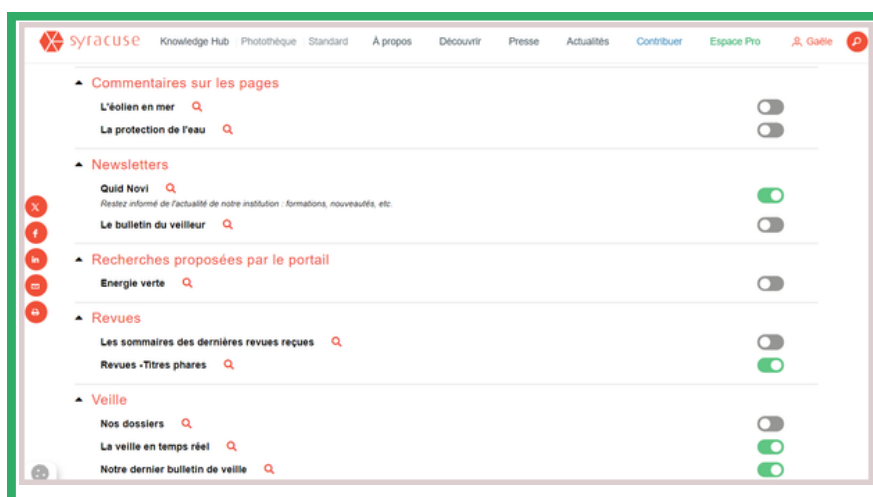 syracuse Knowledge Hub Photothèque Standard À propos Découvrir Presse Actualités Contribuer Espace Pro Gaële
Commentaires sur les pages
L'éolien en mer
La protection de l'eau
Newsletters
Quid Novi
Restez informé de l'actualité de notre institution : formations, nouveautés, etc.
Le bulletin du veilleur
Recherches proposées par le portail
Energie verte
Revues
Les sommaires des dernières revues reçues
Revues -Titres phares
Veille
Nos dossiers
La veille en temps réel
Notre dernier bulletin de veille